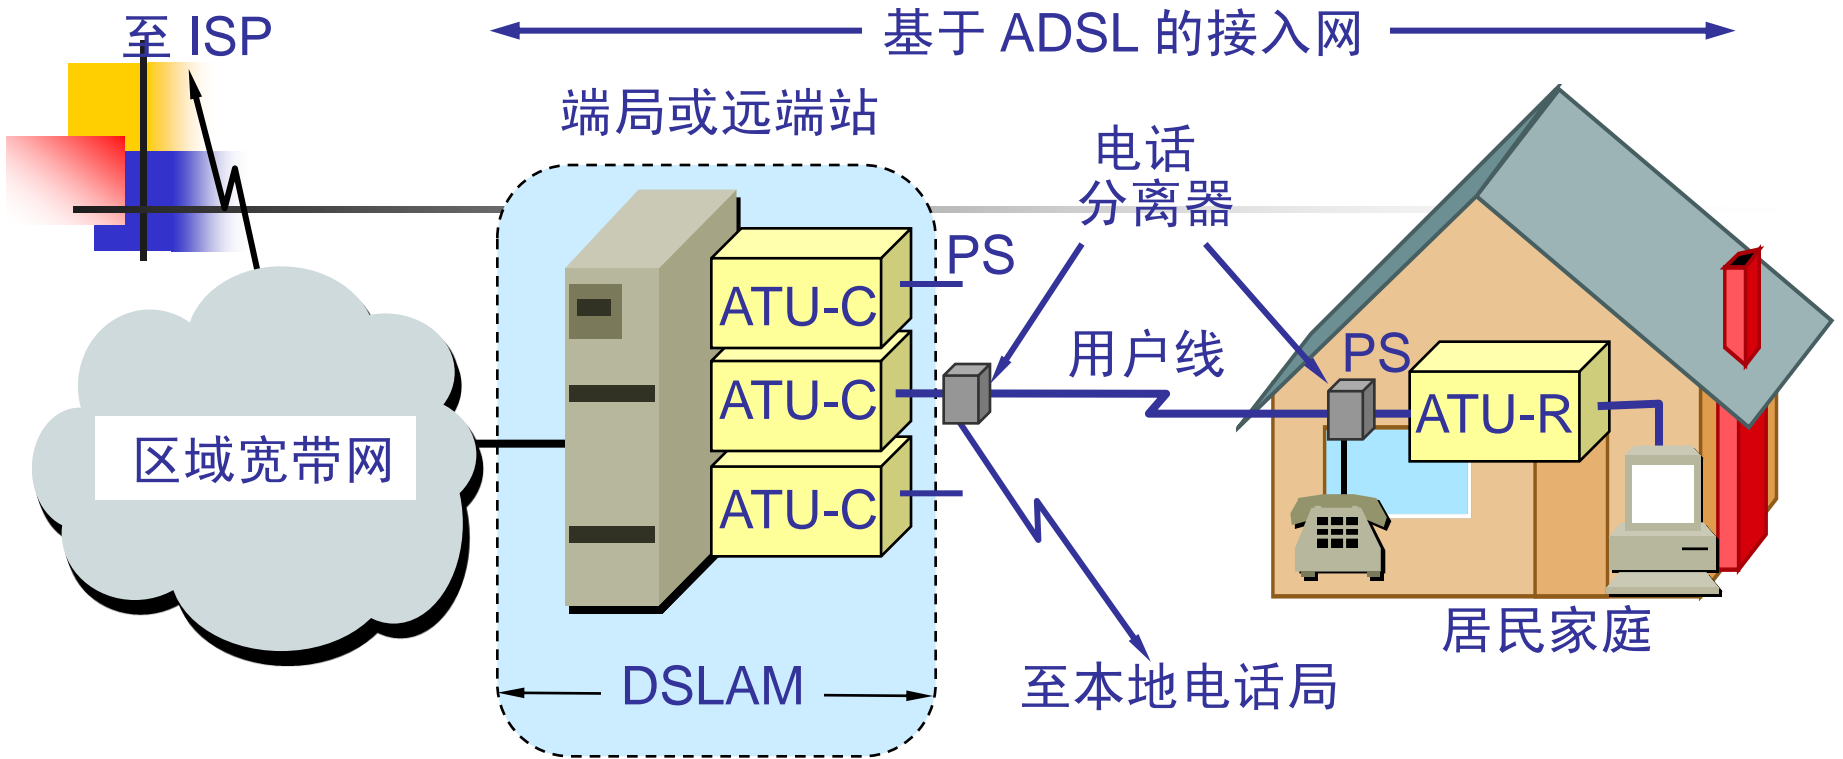 至 ISP
基于 ADSL 的接入网
端局或远端站
电话
分离器
PS
ATU-C
用户线
PS
ATU-C
ATU-R
区域宽带网
ATU-C
居民家庭
DSLAM
至本地电话局